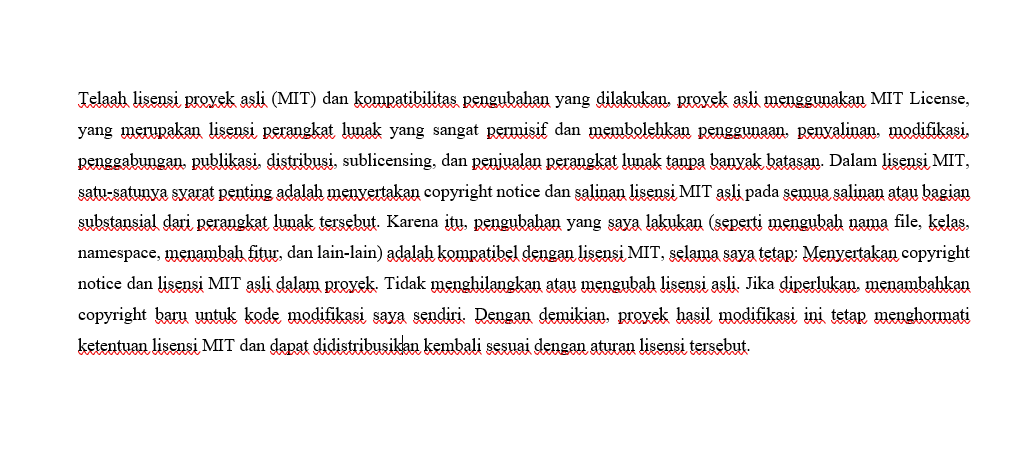 Telaah lisensi proyek asli (MIT) dan kompatibilitas pengubahan yang dilakukan, proyek asli menggunakan MIT License,
yang merupakan lisensi perangkat lunak yang sangat permisif dan membolehkan penggunaan, penyalinan, modifikasi,
penggabungan, publikasi, distribusi, sublicensing, dan penjualan perangkat lunak tanpa banyak batasan. Dalam lisensi MIT,
satu-satunya syarat penting adalah menyertakan copyright notice dan salinan lisensi MIT asli pada semua salinan atau bagian
substansial dari perangkat lunak tersebut. Karena itu, pengubahan yang saya lakukan (seperti mengubah nama file, kelas,
namespace, menambah fitur, dan lain-lain) adalah kompatibel dengan lisensi MIT, selama saya tetap: Menyertakan copyright
notice dan lisensi MIT asli dalam proyek. Tidak menghilangkan atau mengubah lisensi asli. Jika diperlukan, menambahkan
copyright baru untuk kode modifikasi saya sendiri. Dengan demikian, proyek hasil modifikasi ini tetap menghormati
ketentuan lisensi MIT dan dapat didistribusikan kembali sesuai dengan aturan lisensi tersebut.